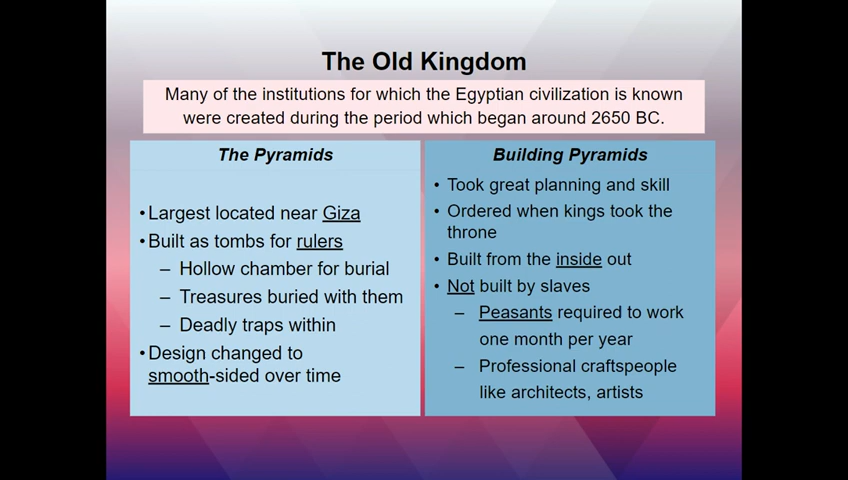 The Old Kingdom
Many of the institutions for which the Egyptian civilization is known
were created during the period which began around 2650 BC.
The Pyramids
•Largest located near Giza
•Built as tombs for rulers
– Hollow chamber for burial
– Treasures buried with them
– Deadly traps within
•Design changed to
smooth-sided over time
Building Pyramids
• Took great planning and skill
• Ordered when kings took the
throne
• Built from the inside out
• Not built by slaves
– Peasants required to work
one month per year
– Professional craftspeople
like architects, artists